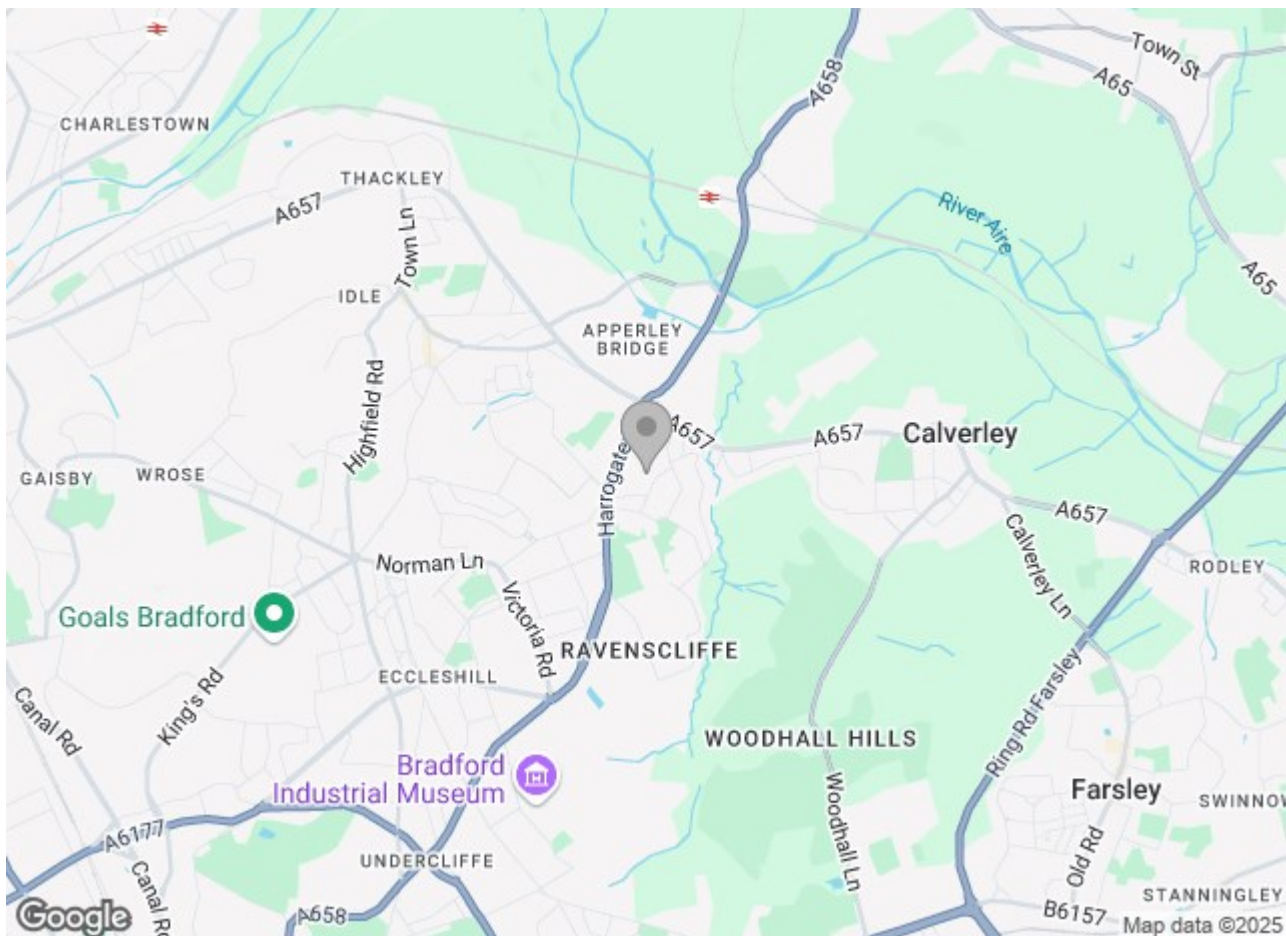 Town St
A65
A658
CHARLESTOWN
THACKLEY
A657
Town Ln
River Aire
A65
IDLE
APPERLEY
BRIDGE
Highfield Rd
A657
A657
Calverley
Harrogate
GAISBY
WROSE
A657
Calverley Ln
Norman Ln
RODLEY
Goals Bradford
Victoria Rd
RAVENSCLIFFE
ECCLESHILL
King's Rd
Canal Rd
Ring Rd Farsley
WOODHALL HILLS
Bradford
Industrial Museum
Woodhall Ln
Farsley
SWINNOW
A6177
Old Rd
UNDERCLIFFE
Canal Rd
STANNINGLEY
A658
B6157
Google
Map data ©2025